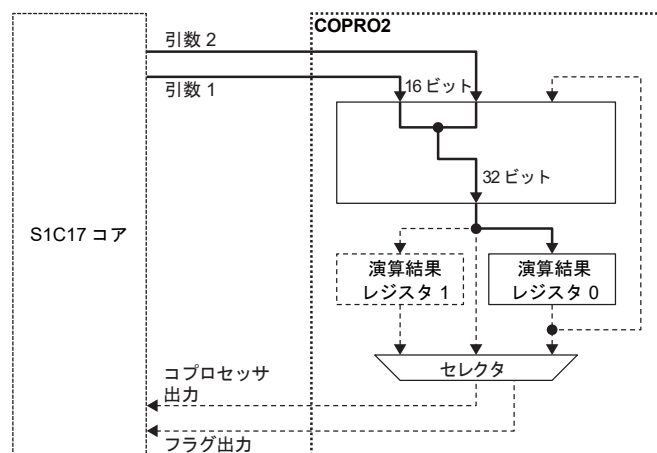 引数 2
COPRO2
引数 1
16 ビット
32 ビット
S1C17 コア
演算結果
レジスタ 1
演算結果
レジスタ 0
セレクタ
コプロセッサ
出力
フラグ出力